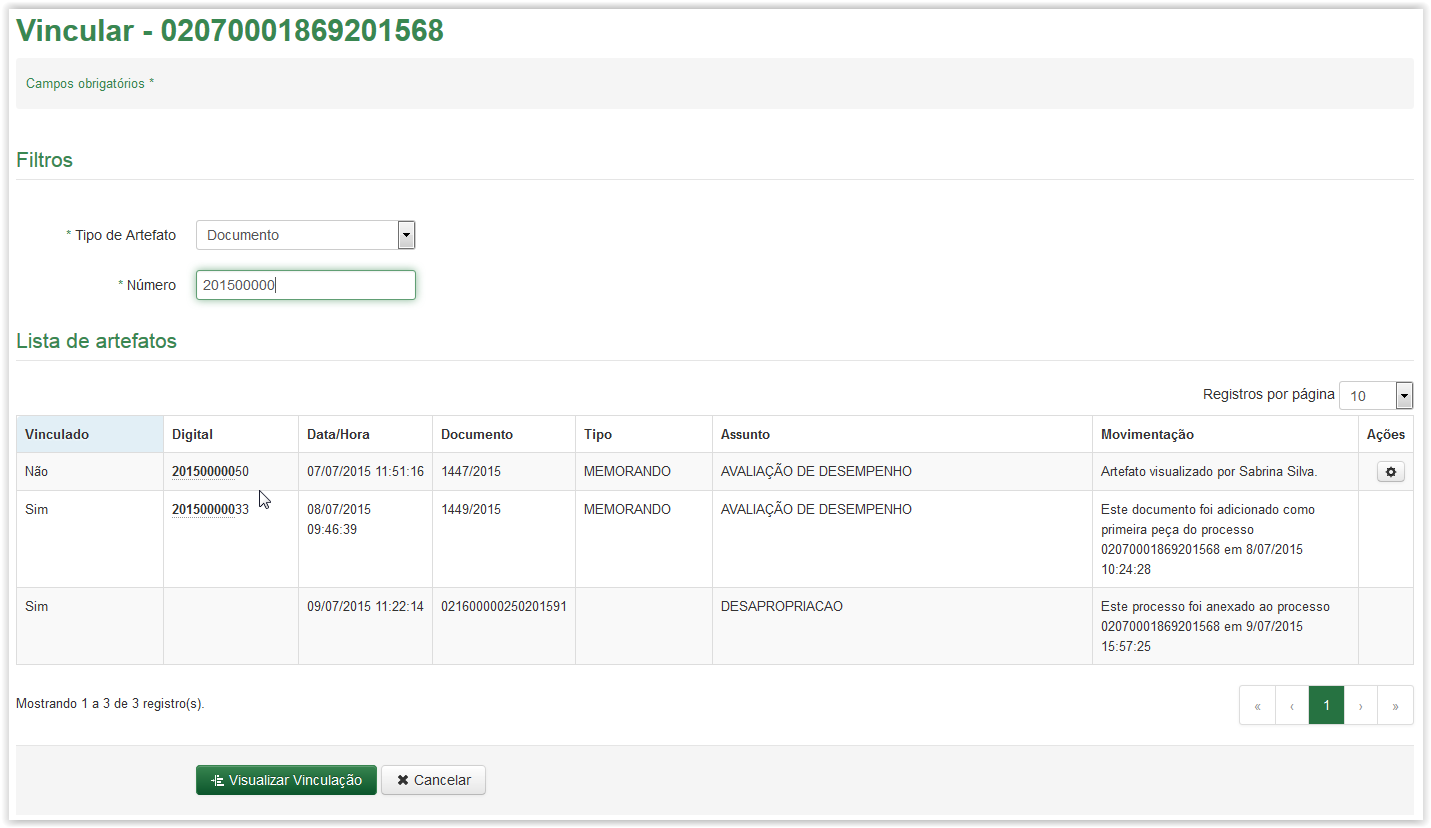 Vincular - 02070001869201568
Campos obrigatórios *
Filtros
* Tipo de Artefato Documento
* Número 201500000
Lista de artefatos
Registros por página 10
Vinculado Digital Data/Hora Documento Tipo Assunto Movimentação Ações
Não 20150000050 07/07/2015 11:51:16 1447/2015 MEMORANDO AVALIAÇÃO DE DESEMPENHO Artefato visualizado por Sabrina Silva.
Sim 20150000033 08/07/2015 1449/2015 MEMORANDO AVALIAÇÃO DE DESEMPENHO Este documento foi adicionado como
09:46:39 primeira peça do processo
02070001869201568 em 8/07/2015
10:24:28
Sim 09/07/2015 11:22:14 021600000250201591 DESAPROPRIACAO Este processo foi anexado ao processo
02070001869201568 em 9/07/2015
15:57:25
Mostrando 1 a 3 de 3 registro(s).
« ‹ 1 › »
Visualizar Vinculação Cancelar